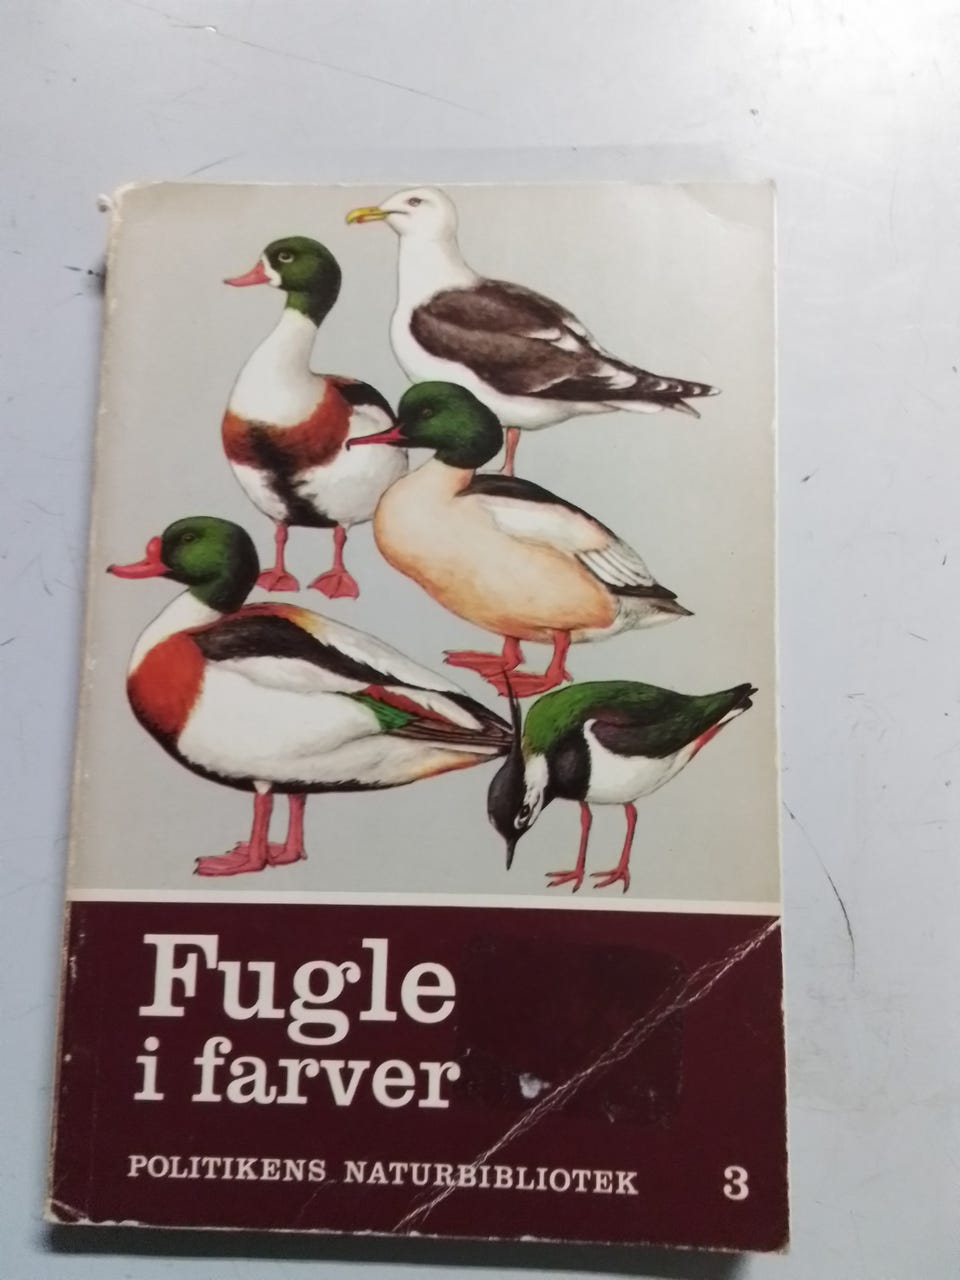 Fugle
i farver
POLITIKENS NATURBIBLIOTEK 3